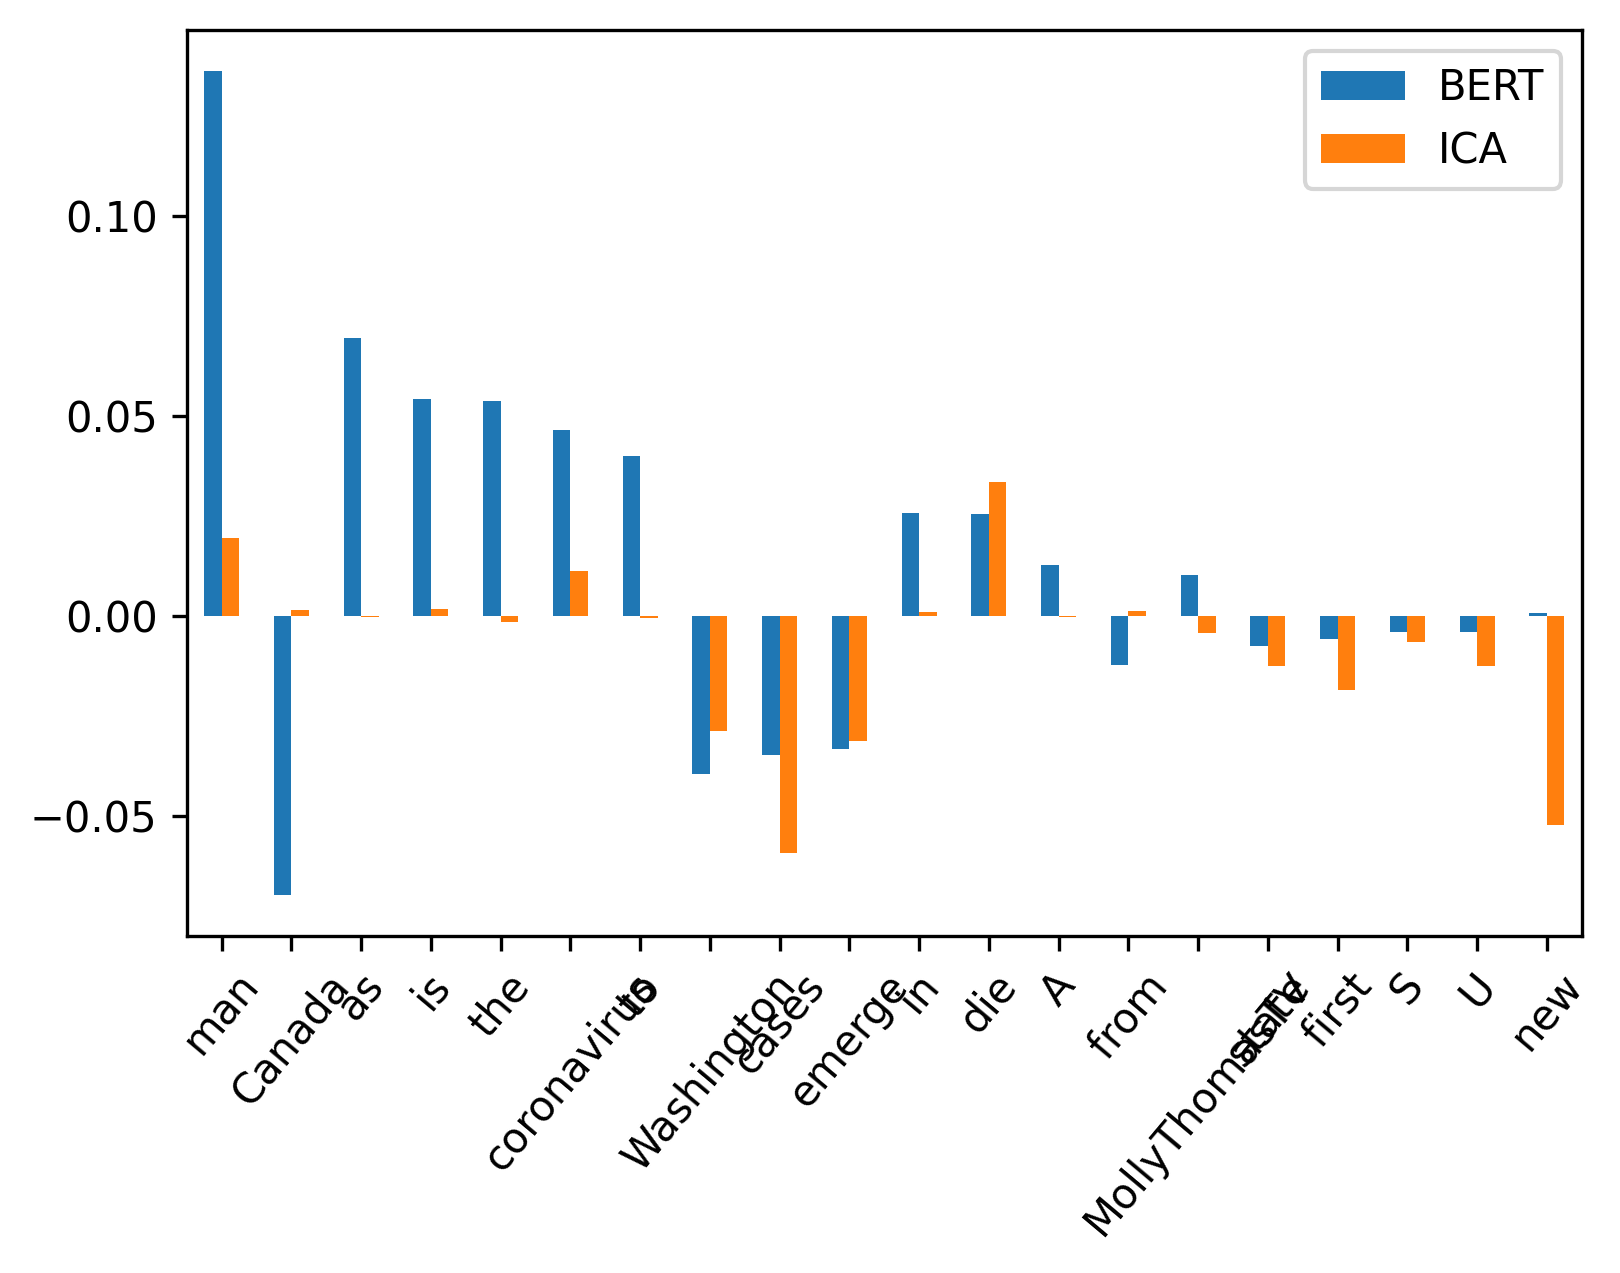 BERT
ICA
0.10
0.05
0.00
−0.05
man
Canada
as
is
the
coronavirus
to
Washington
cases
emerge
in
die
A
from
MollyThomasTV
state
first
S
U
new